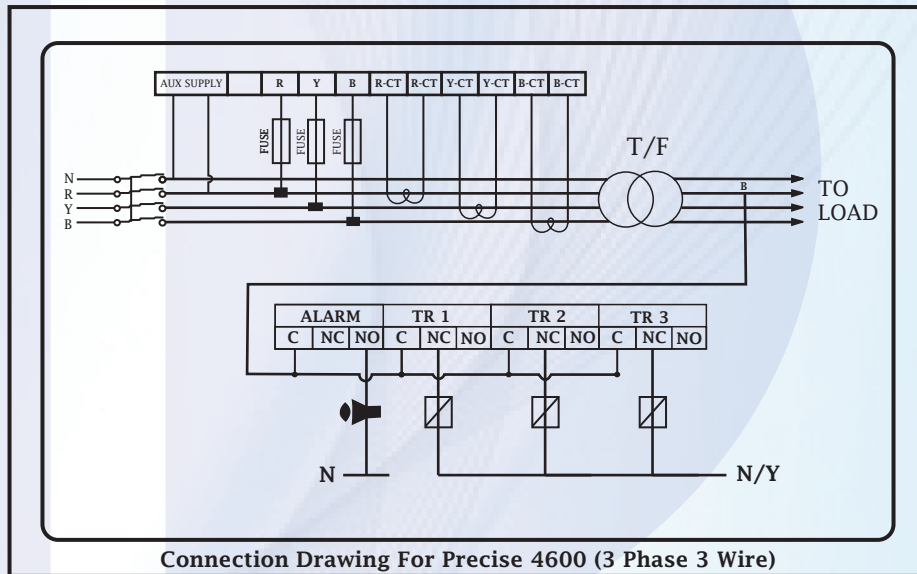 AUX SUPPLY R Y B R-CT R-CT Y-CT Y-CT B-CT B-CT
FUSE FUSE FUSE
T/F
N
R
Y
B
B
TO
LOAD
ALARM TR 1 TR 2 TR 3
C NC NO C NC NO C NC NO C NC NO
N
N/Y
Connection Drawing For Precise 4600 (3 Phase 3 Wire)